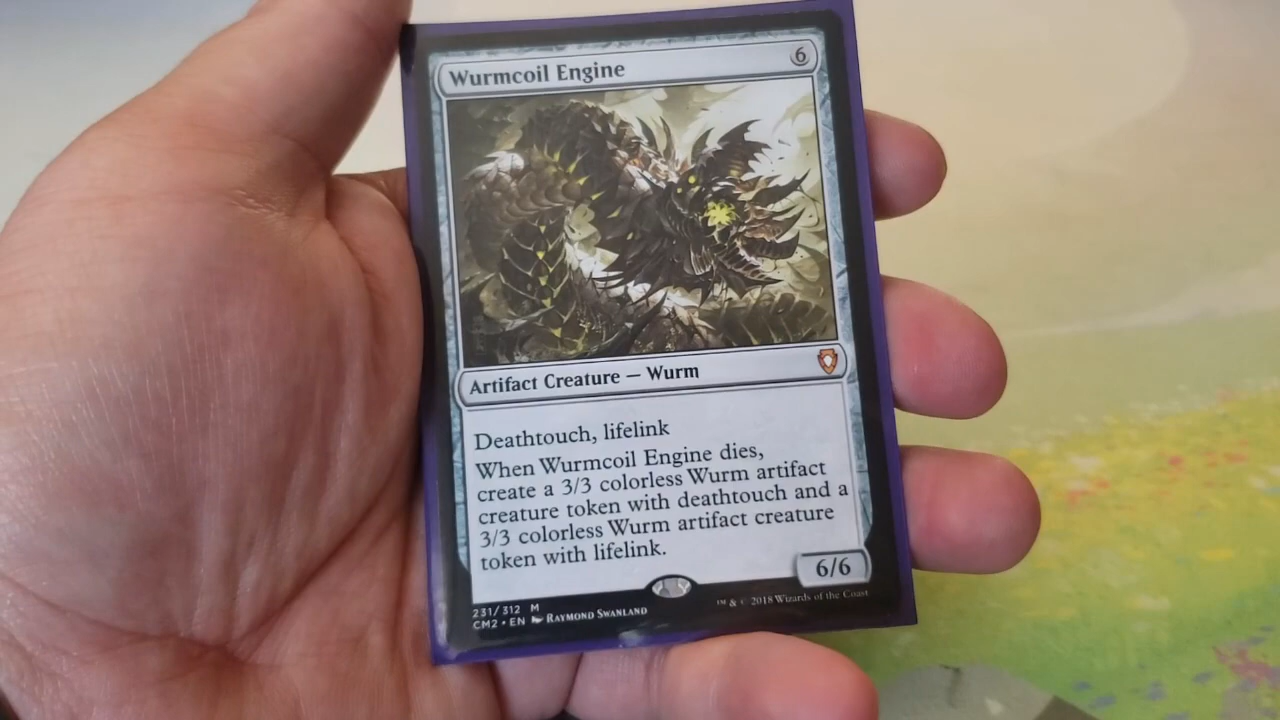 Wurmcoil Engine 6
Artifact Creature — Wurm
Deathtouch, lifelink
When Wurmcoil Engine dies,
create a 3/3 colorless Wurm artifact
creature token with deathtouch and a
3/3 colorless Wurm artifact creature
token with lifelink.
6/6
231/312 M
CM2 • EN RAYMOND SWANLAND
™ & © 2018 Wizards of the Coast